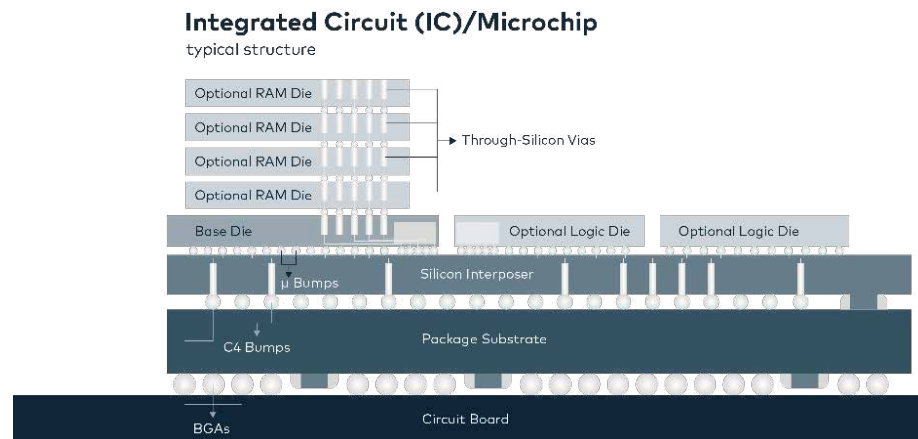 Integrated Circuit (IC)/Microchip
typical structure
Optional RAM Die
Optional RAM Die
Through-Silicon Vias
Optional RAM Die
Optional RAM Die
Base Die
Optional Logic Die
Optional Logic Die
Silicon Interposer
μ Bumps
Package Substrate
C4 Bumps
Circuit Board
BGAs